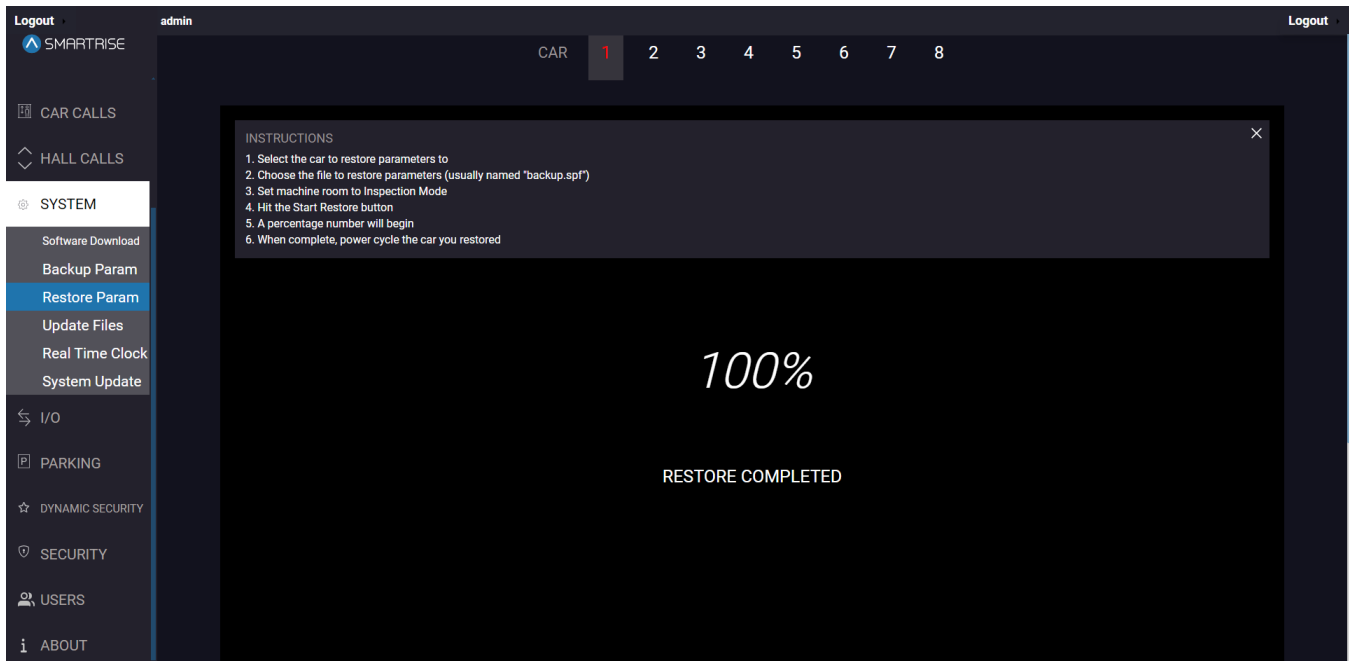 Logout
admin
Logout
SMARTRISE
CAR 1 2 3 4 5 6 7 8
CAR CALLS
HALL CALLS
SYSTEM
Software Download
Backup Param
Restore Param
Update Files
Real Time Clock
System Update
I/O
P PARKING
DYNAMIC SECURITY
SECURITY
USERS
i ABOUT
INSTRUCTIONS
1. Select the car to restore parameters to
2. Choose the file to restore parameters (usually named "backup.spf")
3. Set machine room to Inspection Mode
4. Hit the Start Restore button
5. A percentage number will begin
6. When complete, power cycle the car you restored
100%
RESTORE COMPLETED